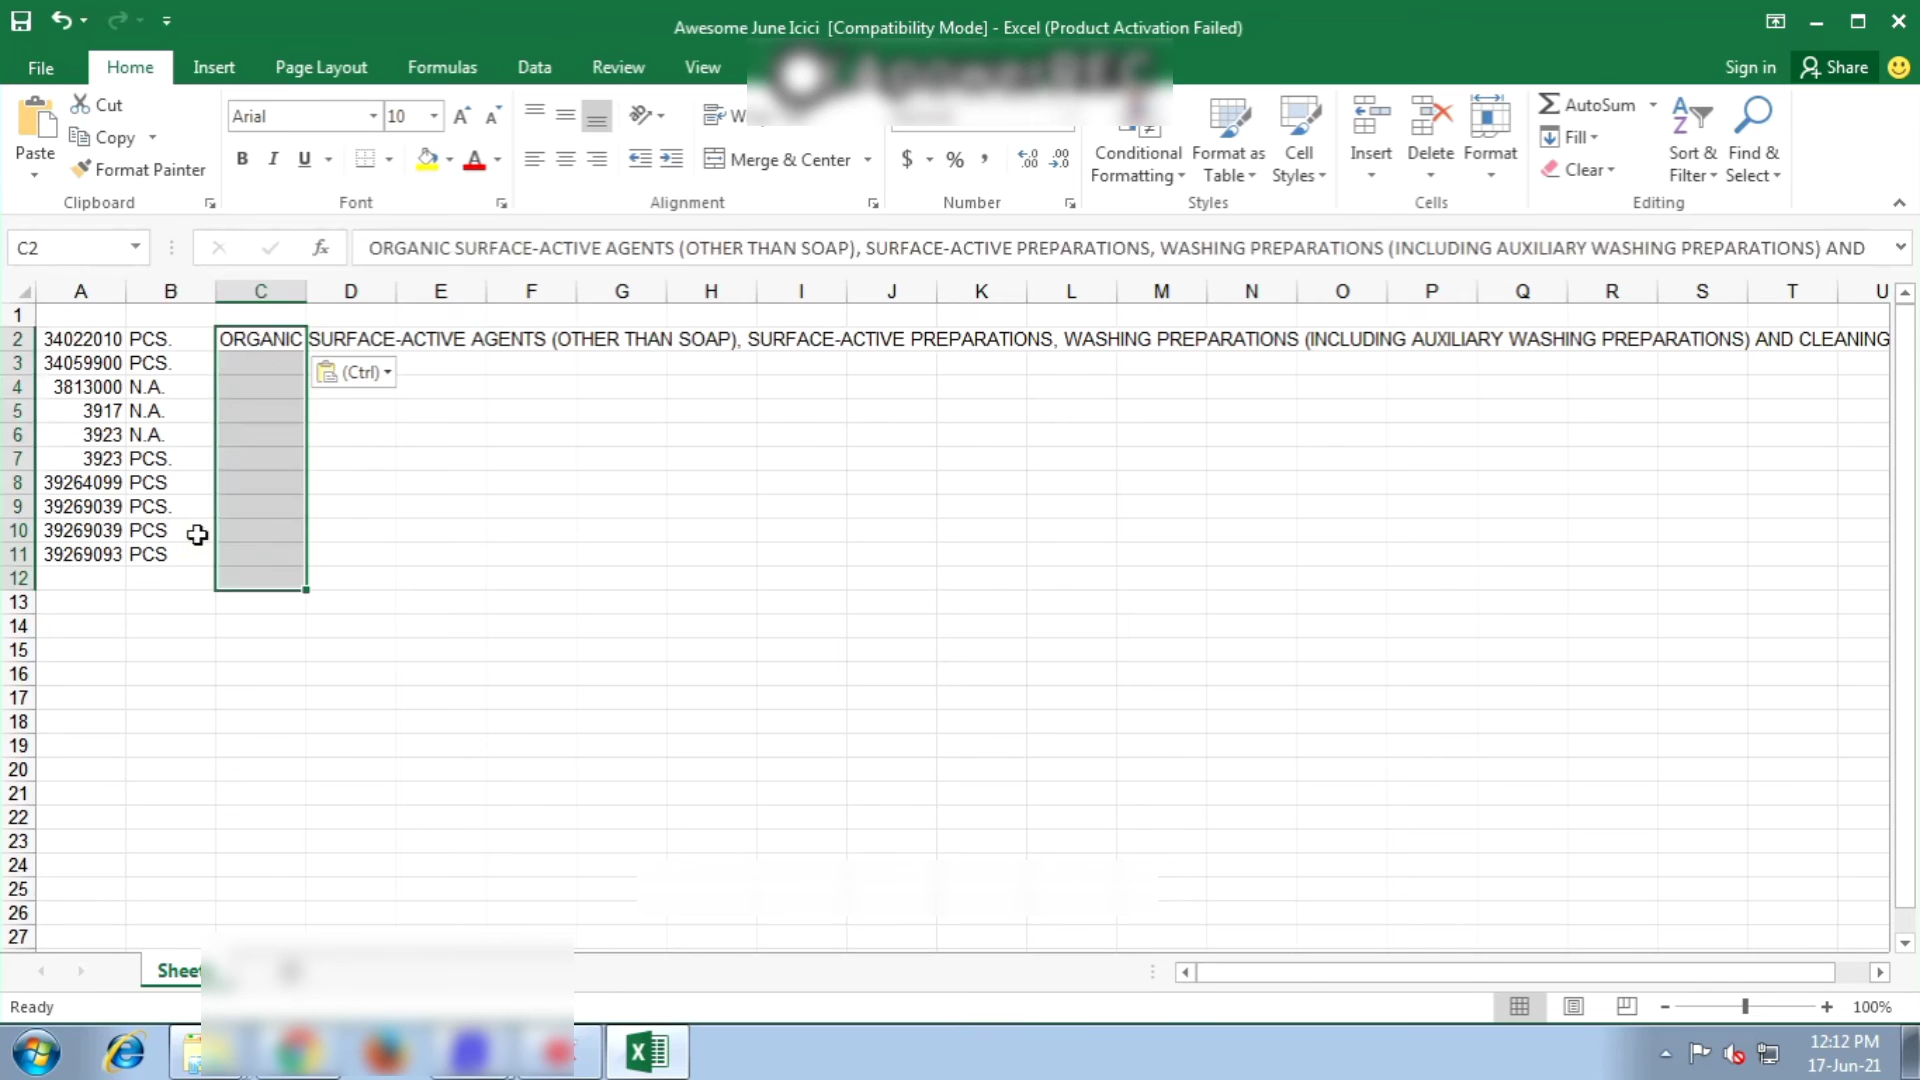 Awesome June Icici [Compatibility Mode] - Excel (Product Activation Failed)
File Home Insert Page Layout Formulas Data Review View Sign in Share
Paste Cut Copy Format Painter Clipboard
Arial 10 B I U A Font
Merge & Center Alignment
$ % , Number
Conditional Formatting Format as Table Cell Styles Styles
Insert Delete Format Cells
AutoSum Fill Clear Sort & Filter Find & Select Editing
C2 fx ORGANIC SURFACE-ACTIVE AGENTS (OTHER THAN SOAP), SURFACE-ACTIVE PREPARATIONS, WASHING PREPARATIONS (INCLUDING AUXILIARY WASHING PREPARATIONS) AND
A B C D E F G H I J K L M N O P Q R S T U
1
2 34022010 PCS. ORGANIC SURFACE-ACTIVE AGENTS (OTHER THAN SOAP), SURFACE-ACTIVE PREPARATIONS, WASHING PREPARATIONS (INCLUDING AUXILIARY WASHING PREPARATIONS) AND CLEANING
3 34059900 PCS. (Ctrl)
4 3813000 N.A.
5 3917 N.A.
6 3923 N.A.
7 3923 PCS.
8 39264099 PCS
9 39269039 PCS.
10 39269039 PCS
11 39269093 PCS
12
13
14
15
16
17
18
19
20
21
22
23
24
25
26
27
Ready 100%
12:12 PM
17-Jun-21